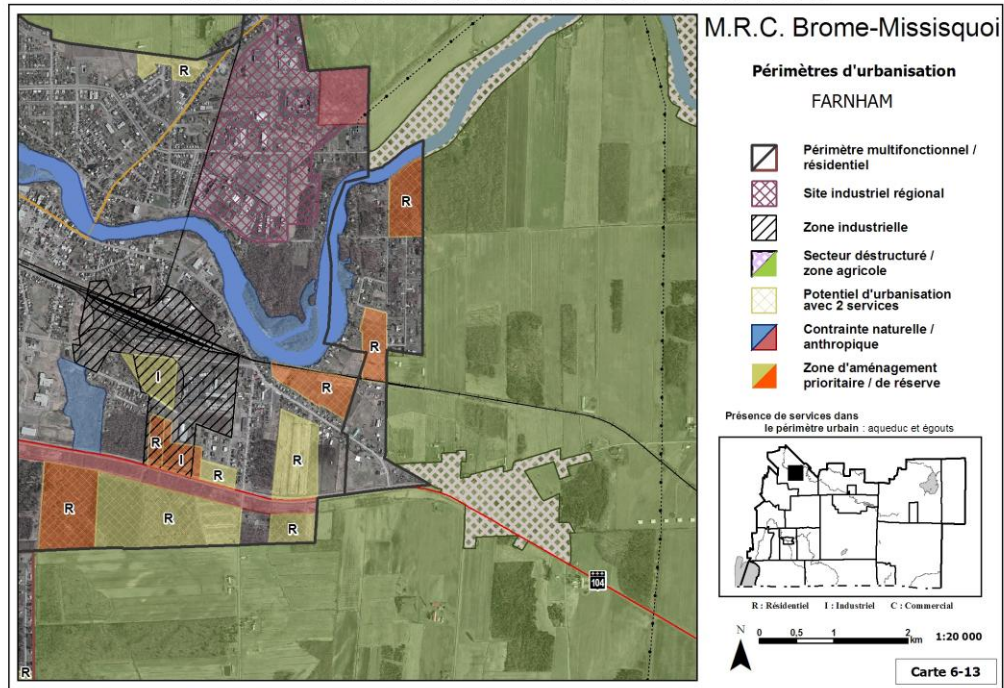 M.R.C. Brome-Missisquoi
Périmètres d'urbanisation
FARNHAM
Périmètre multifonctionnel /
résidentiel
Site industriel régional
Zone industrielle
Secteur déstructuré /
zone agricole
Potentiel d'urbanisation
avec 2 services
Contrainte naturelle /
anthropique
Zone d'aménagement
prioritaire / de réserve
Présence de services dans
le périmètre urbain : aqueduc et égouts
R : Résidentiel I : Industriel C : Commercial
N
0 0,5 1 2 km 1:20 000
Carte 6-13
R
R
R
R
I
R
R
I
R
R
R
R
R
104
R